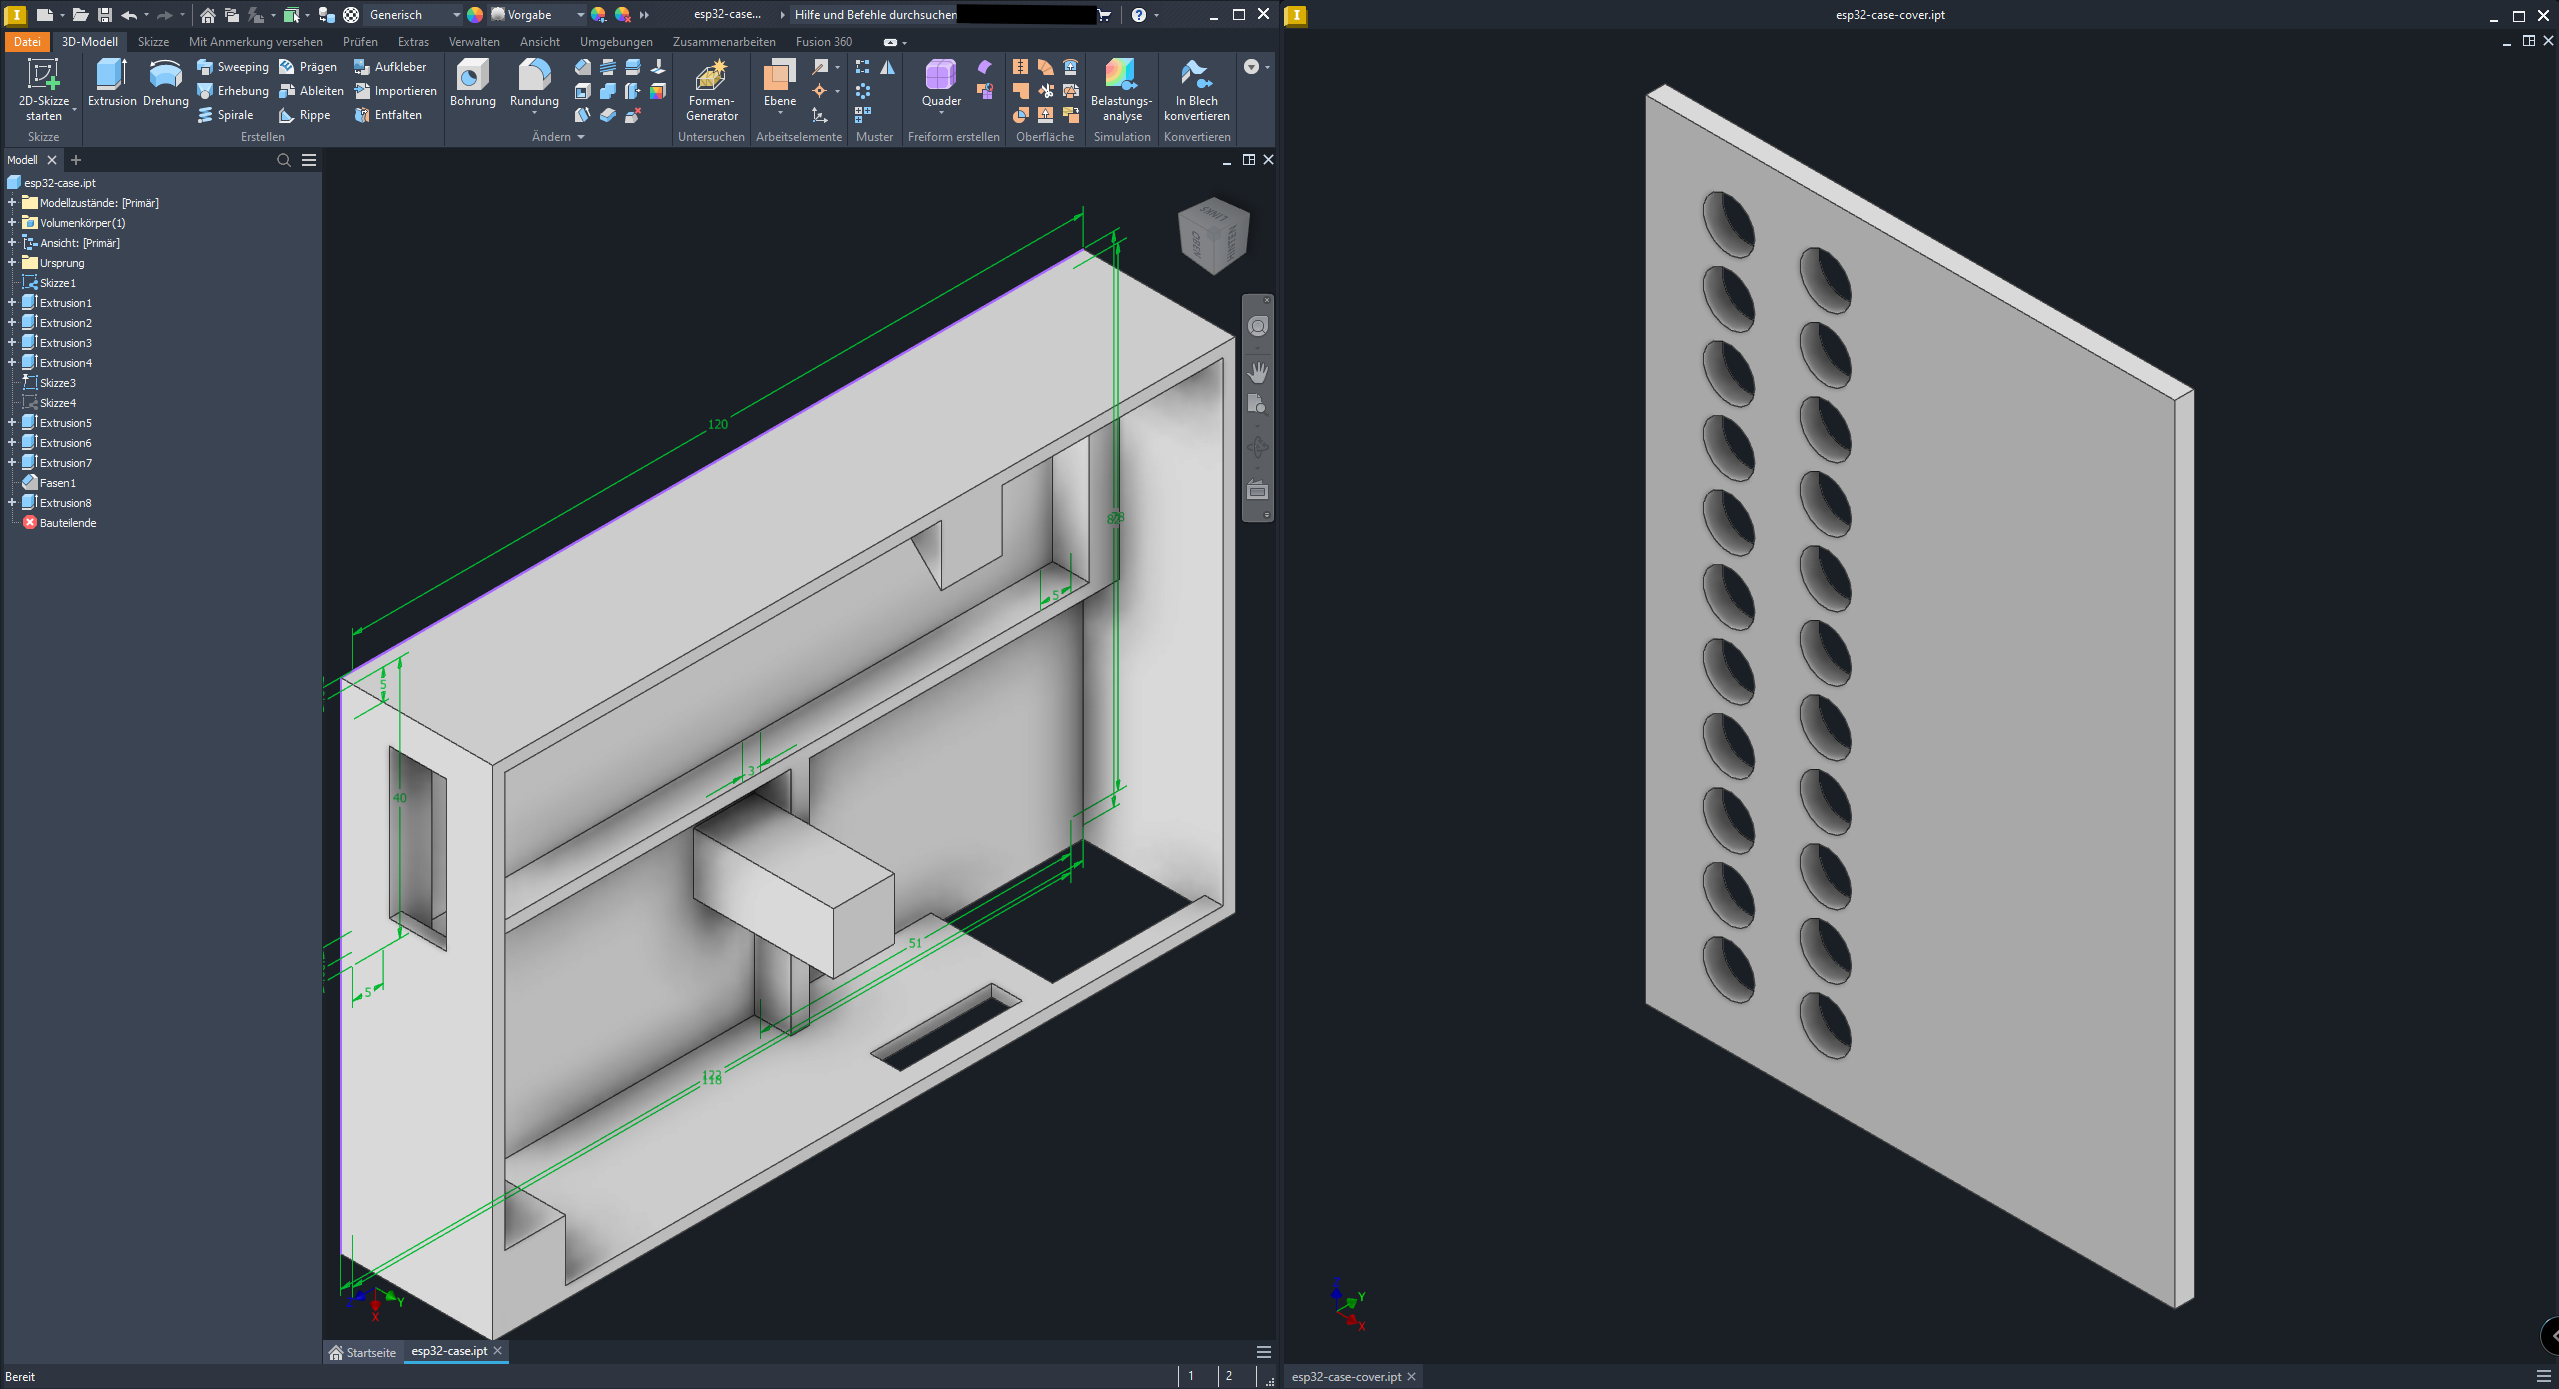 Generisch
Vorgabe
esp32-case...
Hilfe und Befehle durchsuchen
esp32-case-cover.ipt
Datei
3D-Modell
Skizze
Mit Anmerkung versehen
Prüfen
Extras
Verwalten
Ansicht
Umgebungen
Zusammenarbeiten
Fusion 360
2D-Skizze starten
Extrusion
Drehung
Sweeping
Erhebung
Spirale
Prägen
Ableiten
Rippe
Aufkleber
Importieren
Entfalten
Bohrung
Rundung
Formen-Generator
Ebene
Quader
Belastungs-analyse
In Blech konvertieren
Skizze
Erstellen
Ändern
Untersuchen
Arbeitselemente
Muster
Freiform erstellen
Oberfläche
Simulation
Konvertieren
Modell
esp32-case.ipt
Modellzustände: [Primär]
Volumenkörper(1)
Ansicht: [Primär]
Ursprung
Skizze1
Extrusion1
Extrusion2
Extrusion3
Extrusion4
Skizze3
Skizze4
Extrusion5
Extrusion6
Extrusion7
Fasen1
Extrusion8
Bauteilende
LINKS
OBEN
HINTEN
120
5
5
40
3
5
51
122
118
Z
Y
X
Z
Y
X
Startseite
esp32-case.ipt
Bereit
1
2
esp32-case-cover.ipt